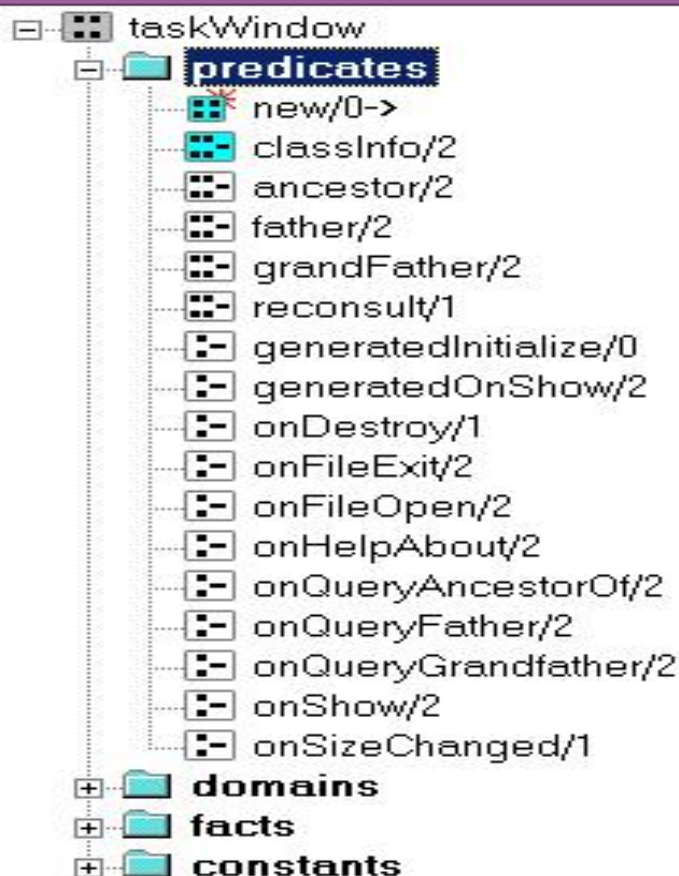 taskWindow
predicates
new/0->
classInfo/2
ancestor/2
father/2
grandFather/2
reconsult/1
generatedInitialize/0
generatedOnShow/2
onDestroy/1
onFileExit/2
onFileOpen/2
onHelpAbout/2
onQueryAncestorOf/2
onQueryFather/2
onQueryGrandfather/2
onShow/2
onSizeChanged/1
domains
facts
constants